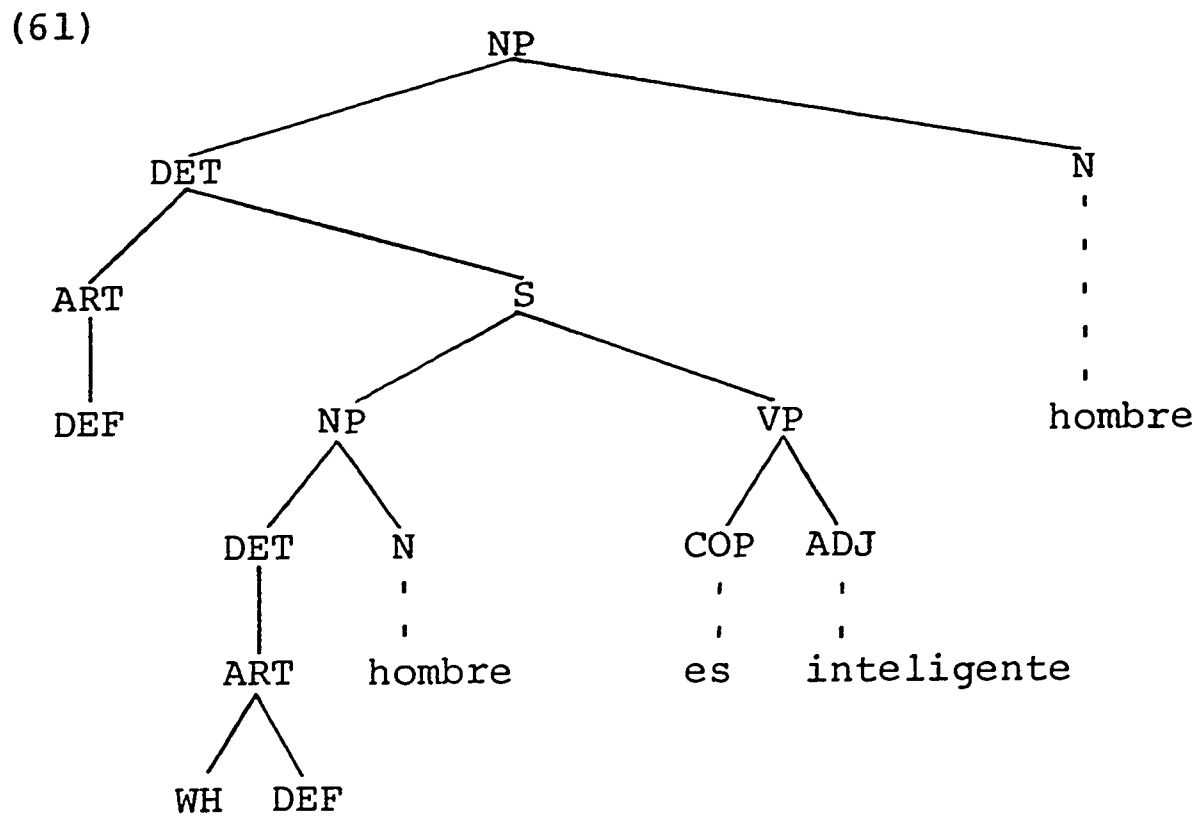 (61)
NP
DET N
ART S
DEF NP VP hombre
DET N COP ADJ
ART hombre es inteligente
WH DEF